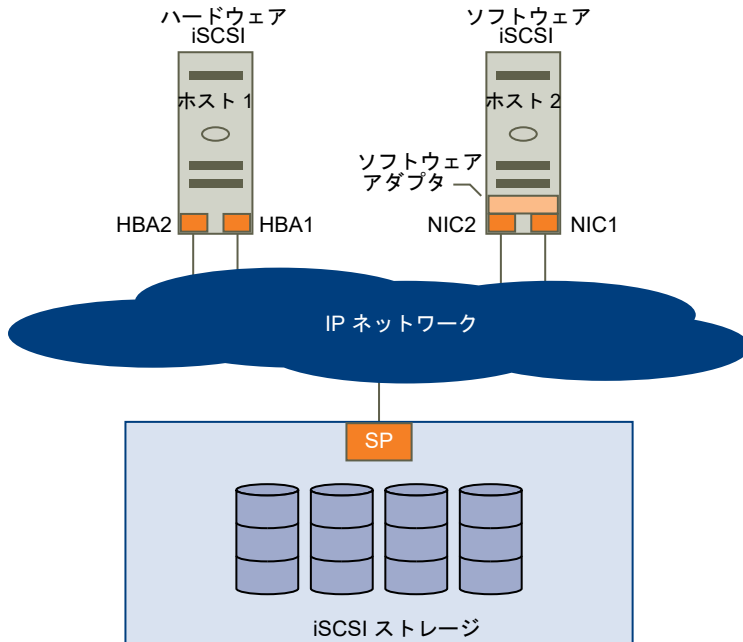 ハードウェア
iSCSI
ソフトウェア
iSCSI
ホスト 1
ホスト 2
ソフトウェア
アダプタ
HBA2
HBA1
NIC2
NIC1
IP ネットワーク
SP
iSCSI ストレージ